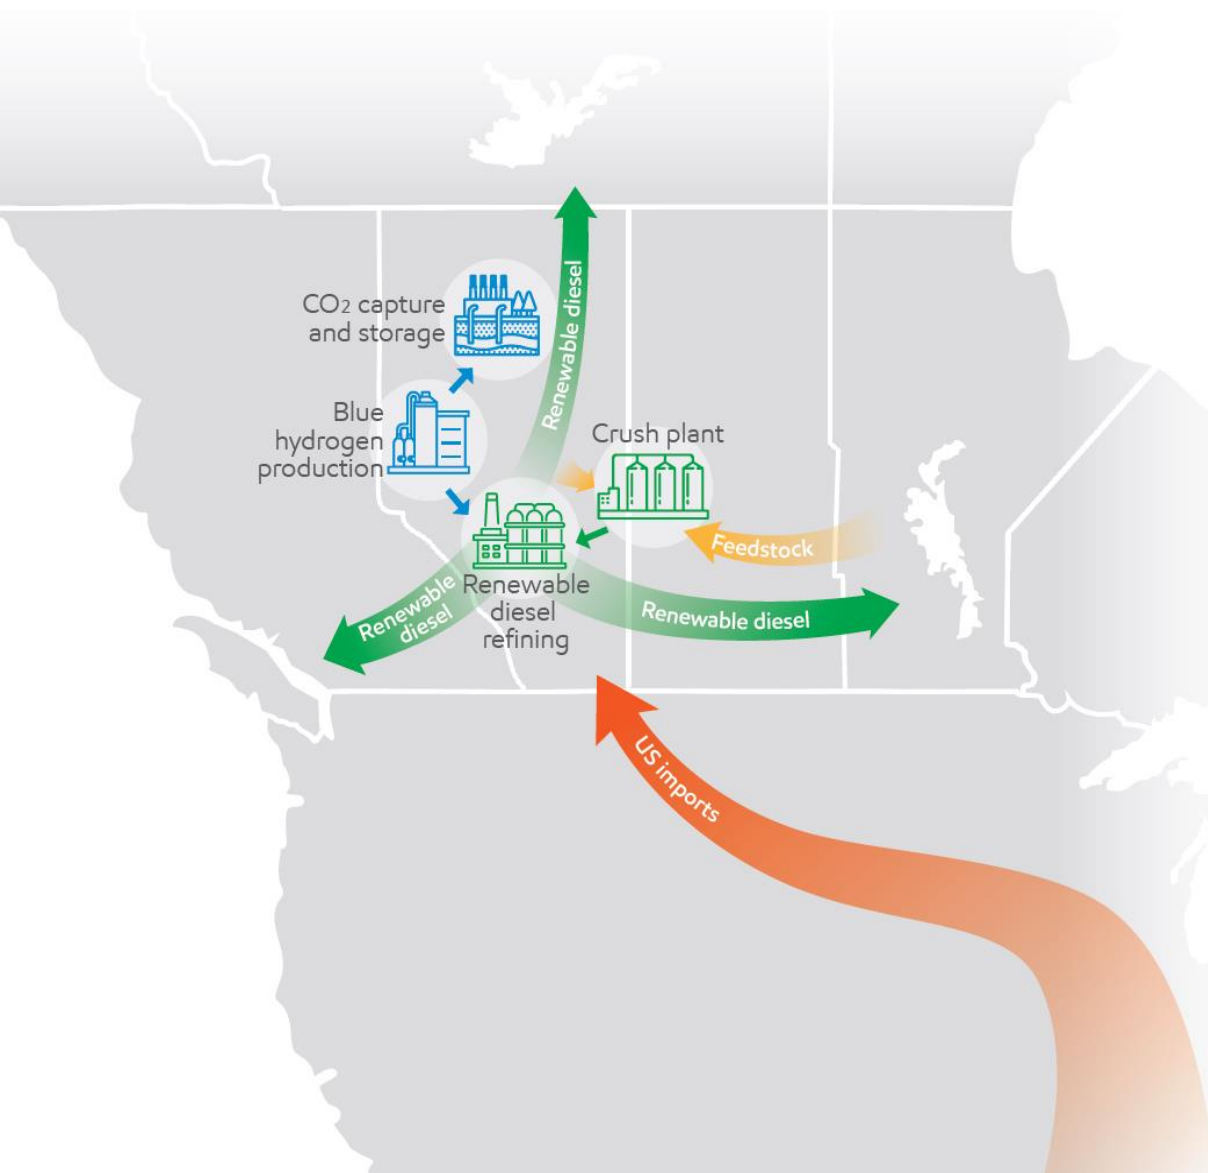 CO2 capture
and storage
Renewable diesel
Blue
hydrogen
production
Crush plant
Feedstock
Renewable
diesel
Renewable
diesel
refining
Renewable diesel
US imports